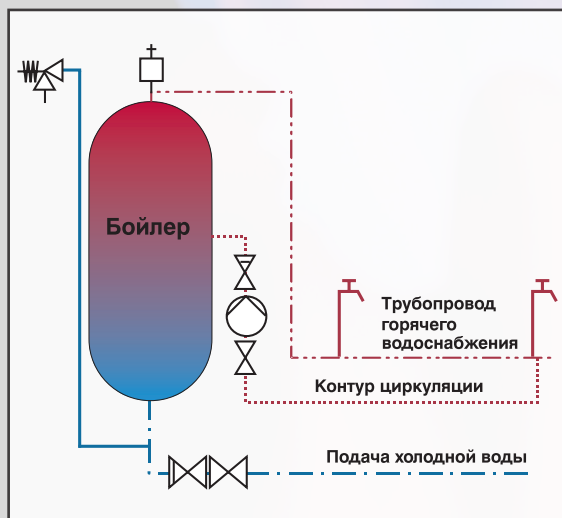 Бойлер
Трубопровод
горячего
водоснабжения
Контур циркуляции
Подача холодной воды